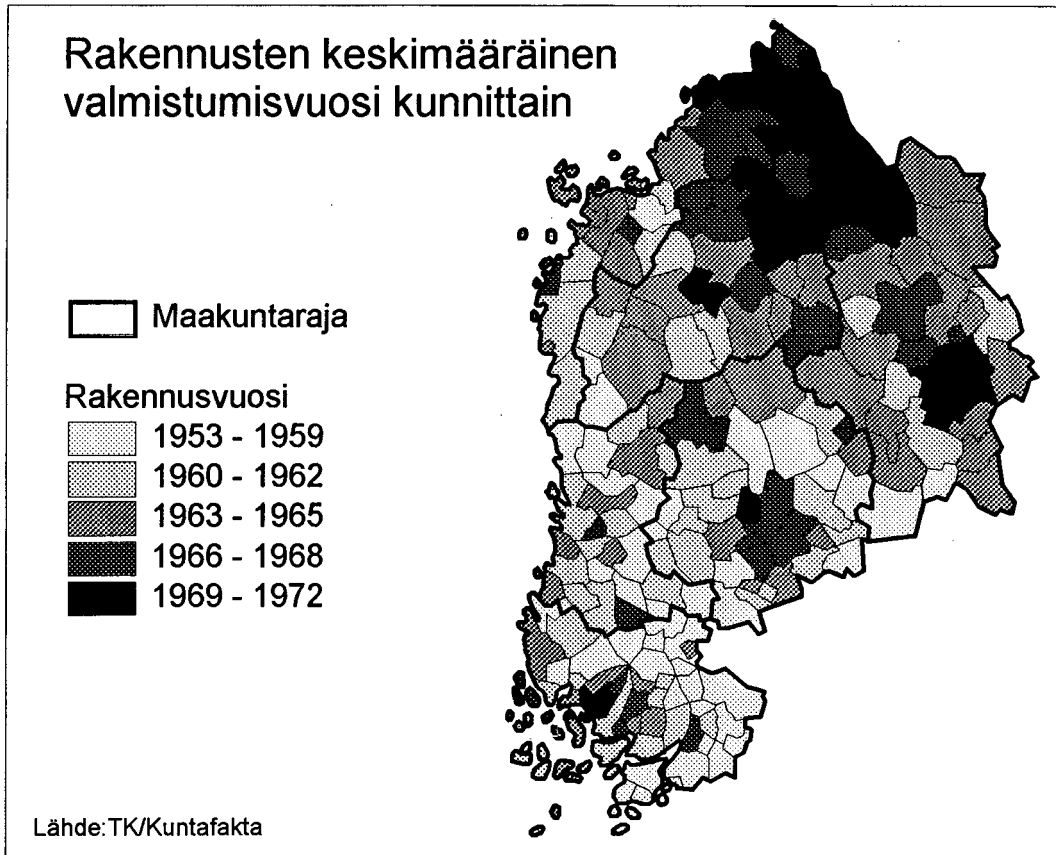 Rakennusten keskimääräinen
valmistumisvuosi kunnittain
Maakuntaraja
Rakennusvuosi
1953 - 1959
1960 - 1962
1963 - 1965
1966 - 1968
1969 - 1972
Lähde:TK/Kuntafakta